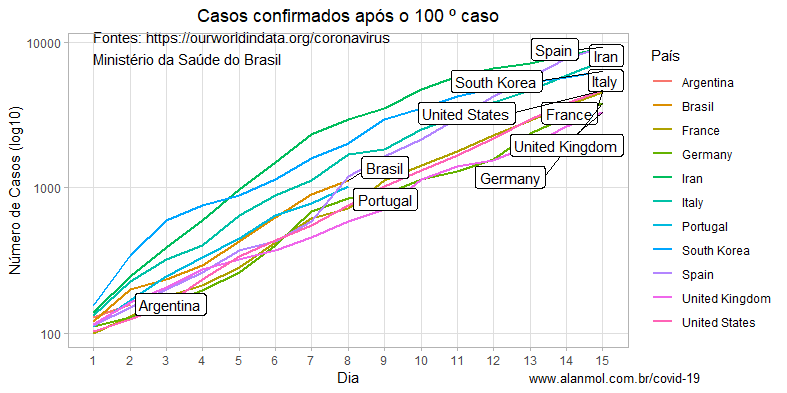 Casos confirmados após o 100 º caso
Fontes: https://ourworldindata.org/coronavirus
Ministério da Saúde do Brasil
Número de Casos (log10)
10000
1000
100
Spain
Iran
South Korea
Italy
United States
France
United Kingdom
Brasil
Germany
Portugal
Argentina
1 2 3 4 5 6 7 8 9 10 11 12 13 14 15
Dia
www.alanmol.com.br/covid-19
País
Argentina
Brasil
France
Germany
Iran
Italy
Portugal
South Korea
Spain
United Kingdom
United States